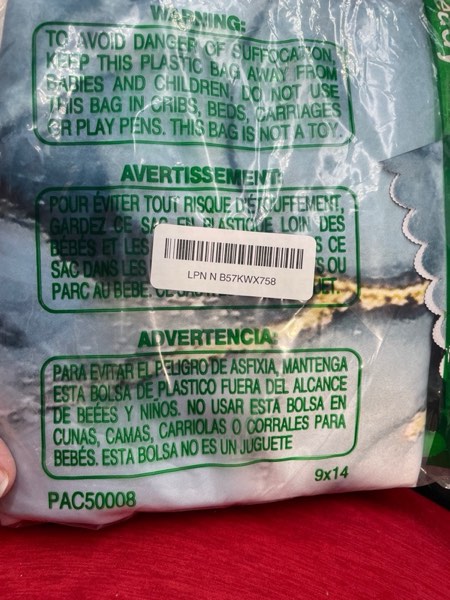 WARNING:
TO AVOID DANGER OF SUFFOCATION,
KEEP THIS PLASTIC BAG AWAY FROM
BABIES AND CHILDREN. DO NOT USE
THIS BAG IN CRIBS, BEDS, CARRIAGES
OR PLAY PENS. THIS BAG IS NOT A TOY.
AVERTISSEMENT:
POUR ÉVITER TOUT RISQUE D'ÉTOUFFEMENT,
GARDEZ CE SAC EN PLASTIQUE LOIN DES
BÉBÉS ET LES S CE
SAC DANS LES OU
PARC AU BÉBÉ. CE
LPN N B57KWX758
ADVERTENCIA:
PARA EVITAR EL PELIGRO DE ASFIXIA, MANTENGA
ESTA BOLSA DE PLASTICO FUERA DEL ALCANCE
DE BEÉES Y NIÑOS. NO USAR ESTA BOLSA EN
CUNAS, CAMAS, CARRIOLAS O CORRALES PARA
BEBÉS. ESTA BOLSA NO ES UN JUGUETE
9x14
PAC50008